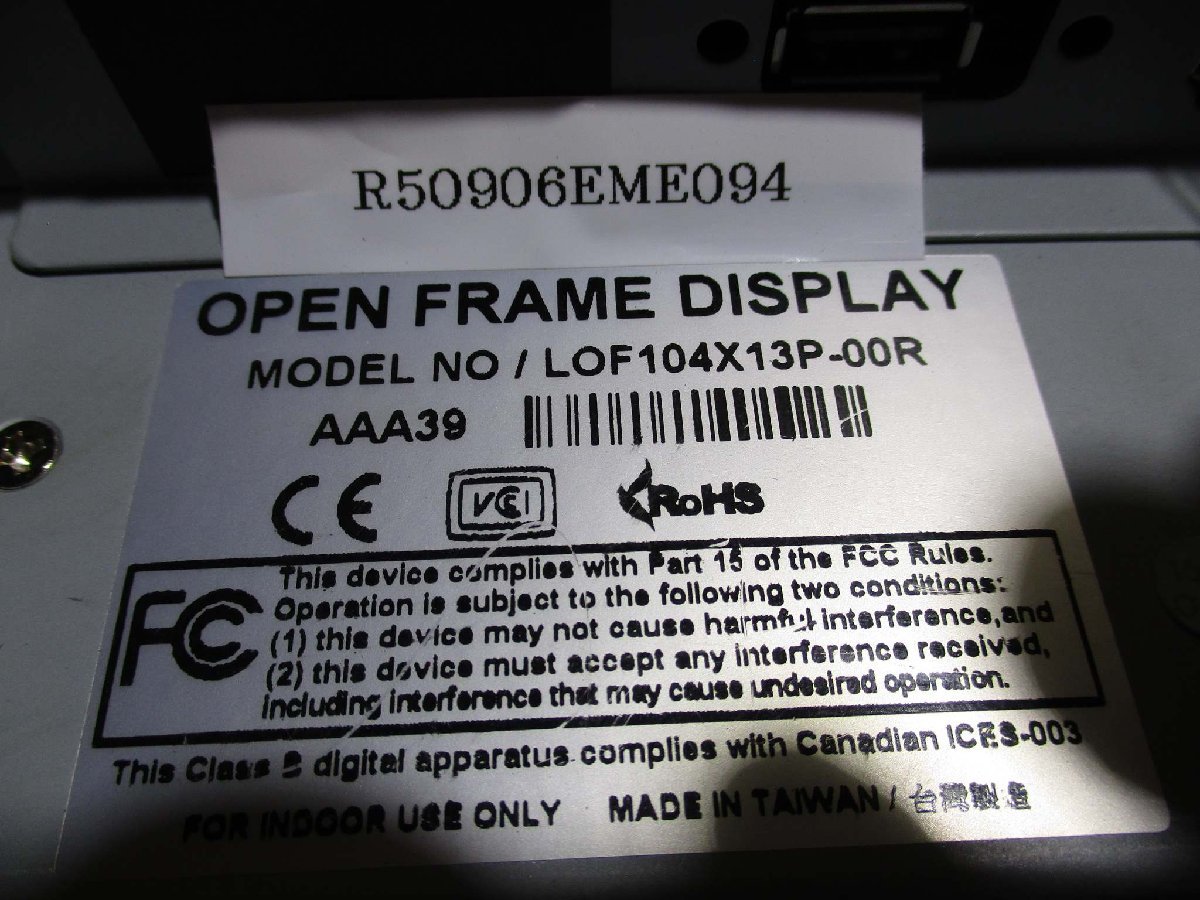 R50906EME094
OPEN FRAME DISPLAY
MODEL NO / LOF104X13P-00R
AAA39
CE VCCI RoHS
FC This device complies with Part 15 of the FCC Rules.
Operation is subject to the following two conditions:
(1) this device may not cause harmful interference,and
(2) this device must accept any interference received,
including interference that may cause undesired operation.
This Class B digital apparatus complies with Canadian ICES-003
FOR INDOOR USE ONLY MADE IN TAIWAN / 台灣製造